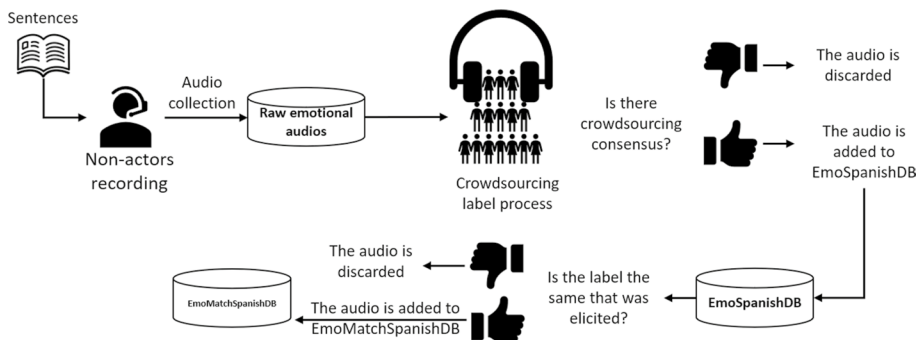 Sentences
Non-actors
recording
Audio
collection
Raw emotional
audios
Crowdsourcing
label process
Is there
crowdsourcing
consensus?
The audio is
discarded
The audio is
added to
EmoSpanishDB
EmoSpanishDB
Is the label the
same that was
elicited?
The audio is
discarded
The audio is added to
EmoMatchSpanishDB
EmoMatchSpanishDB